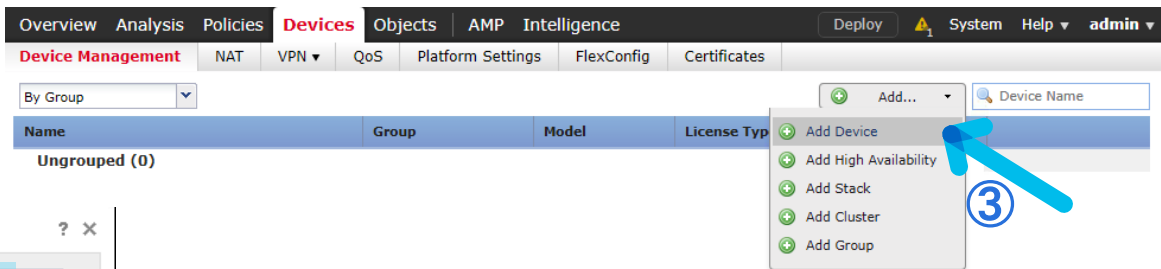 Overview Analysis Policies Devices Objects AMP Intelligence Deploy 1 System Help admin
Device Management NAT VPN QoS Platform Settings FlexConfig Certificates
By Group Add... Device Name
Name Group Model License Typ
Add Device
Ungrouped (0)
Add High Availability
Add Stack
③
Add Cluster
? ×
Add Group